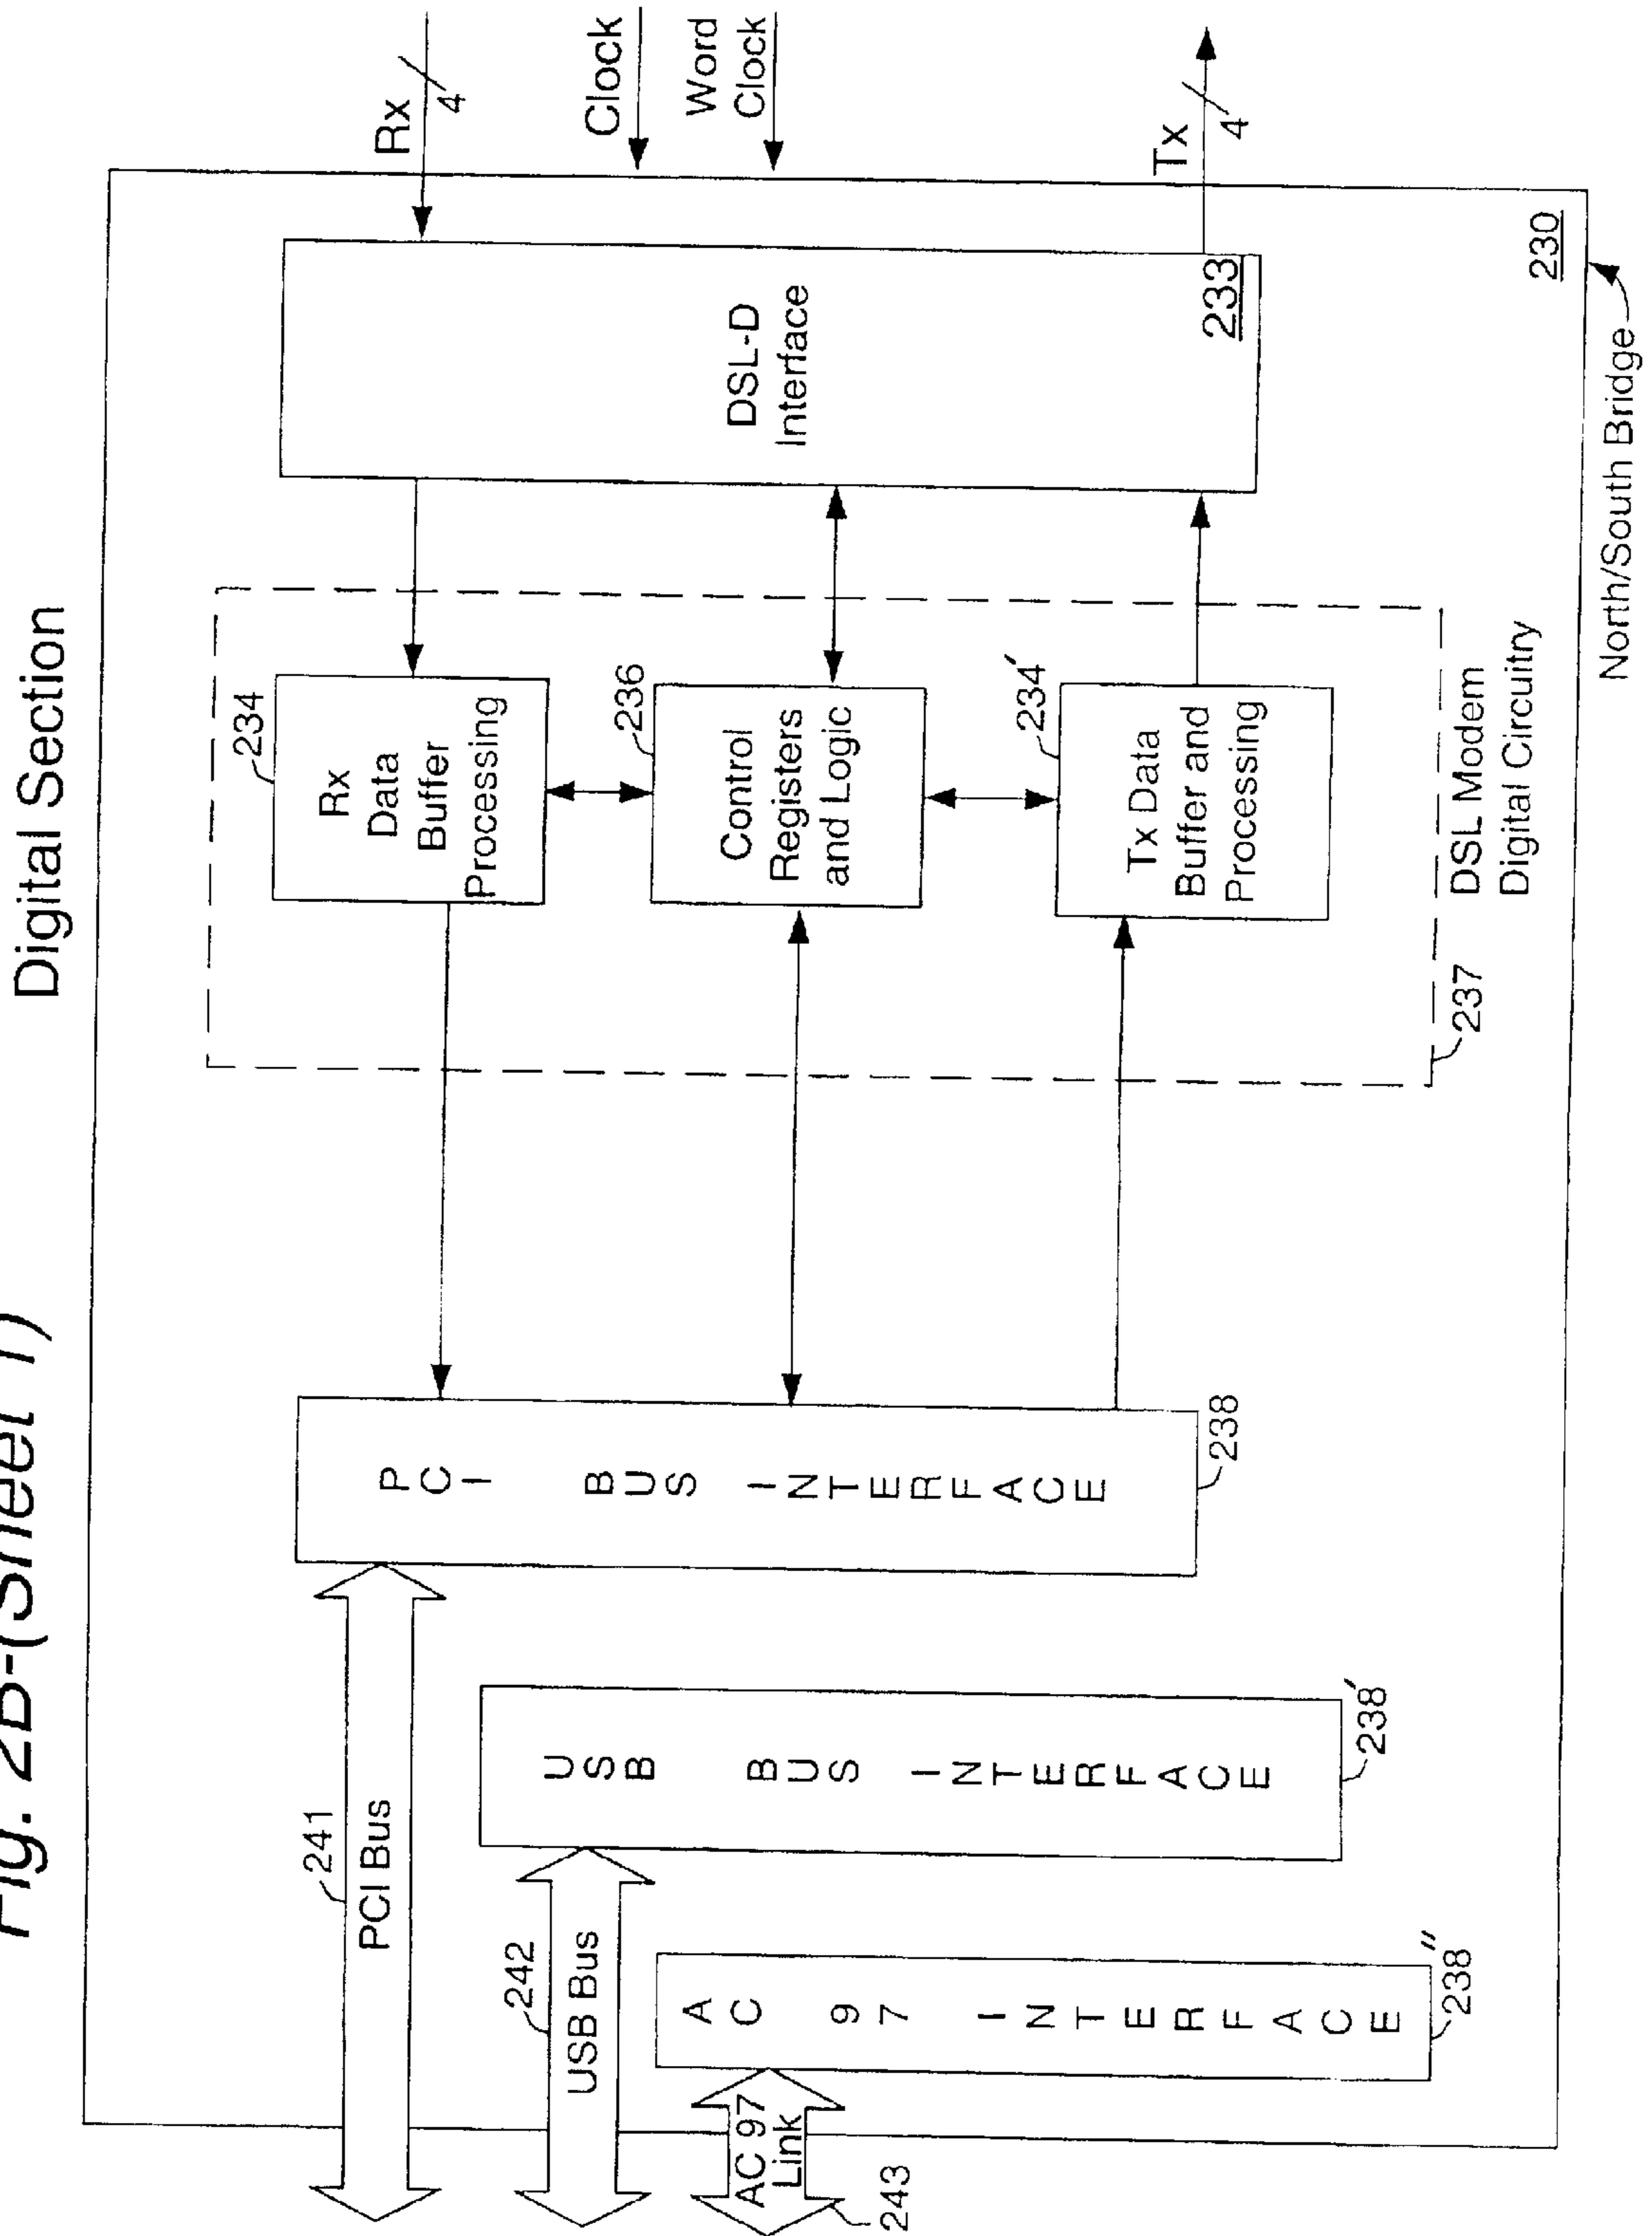 Fig. 2B-(Sheet 1)
Digital Section
241
PCI Bus
242
USB Bus
AC 97
Link
243
PCI BUS INTERFACE
238
USB BUS INTERFACE
238'
AC 97 INTERFACE
238"
234
Rx
Data
Buffer
Processing
236
Control
Registers
and Logic
234'
Tx Data
Buffer and
Processing
237
DSL Modem
Digital Circuitry
DSL-D
Interface
233
Rx
4
Clock
Word
Clock
Tx
4
230
North/South Bridge